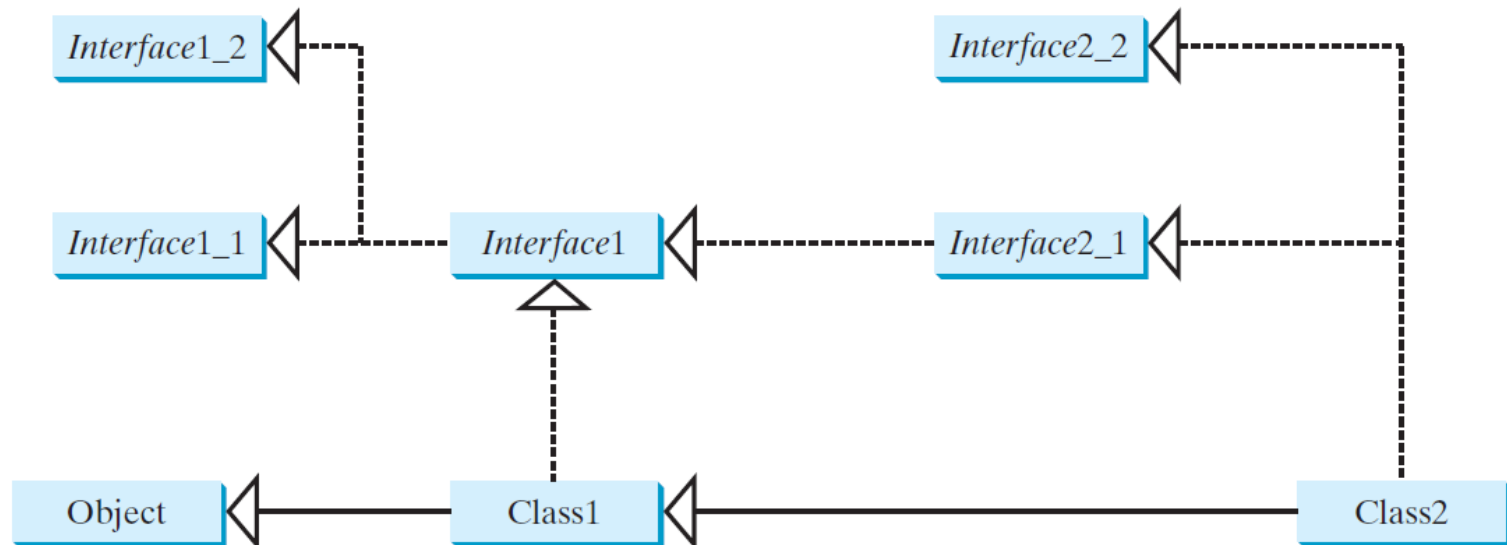 Interface1_2
Interface2_2
Interface1_1
Interface1
Interface2_1
Object
Class1
Class2